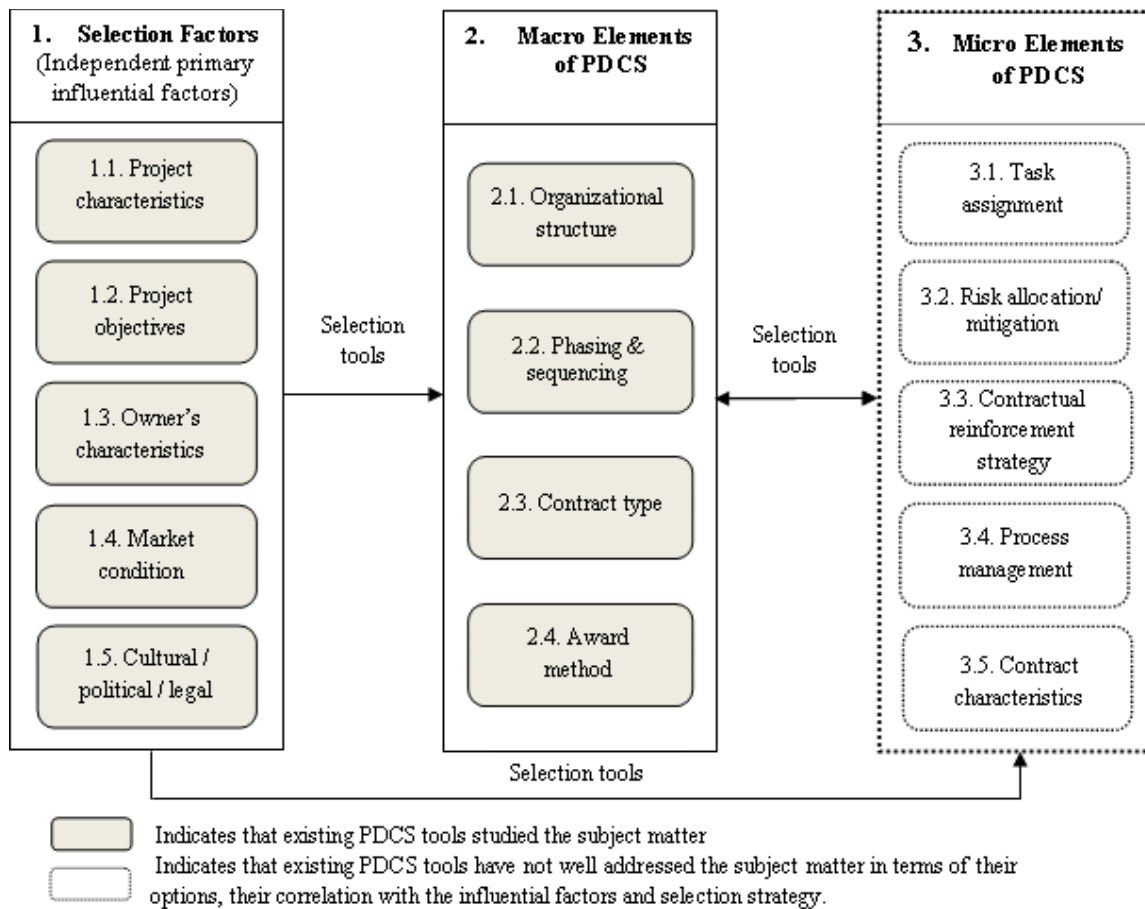 1. Selection Factors
(Independent primary
influential factors)
1.1. Project
characteristics
1.2. Project
objectives
1.3. Owner's
characteristics
1.4. Market
condition
1.5. Cultural /
political / legal
Selection
tools
2. Macro Elements
of PDCS
2.1. Organizational
structure
2.2. Phasing &
sequencing
2.3. Contract type
2.4. Award
method
Selection
tools
3. Micro Elements
of PDCS
3.1. Task
assignment
3.2. Risk allocation/
mitigation
3.3. Contractual
reinforcement
strategy
3.4. Process
management
3.5. Contract
characteristics
Selection tools
Indicates that existing PDCS tools studied the subject matter
Indicates that existing PDCS tools have not well addressed the subject matter in terms of their
options, their correlation with the influential factors and selection strategy.